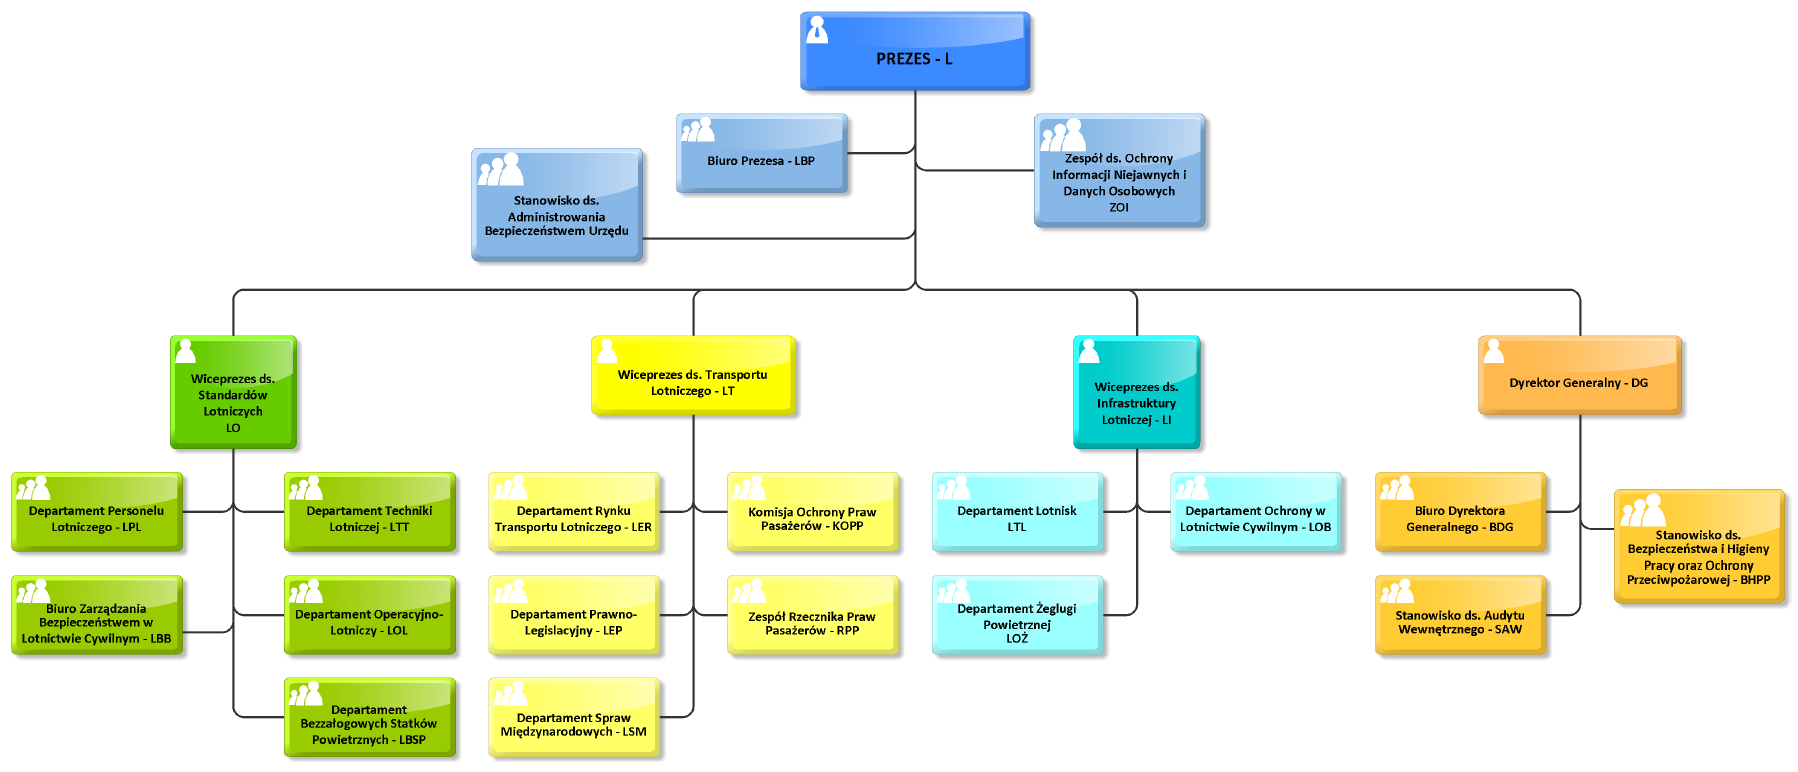 PREZES - L
Biuro Prezesa - LBP
Zespół ds. Ochrony
Informacji Niejawnych i
Danych Osobowych
ZOI
Stanowisko ds.
Administrowania
Bezpieczeństwem Urzędu
Wiceprezes ds.
Standardów
Lotniczych
LO
Wiceprezes ds. Transportu
Lotniczego - LT
Wiceprezes ds.
Infrastruktury
Lotniczej - LI
Dyrektor Generalny - DG
Departament Personelu
Lotniczego - LPL
Departament Techniki
Lotniczej - LTT
Biuro Zarządzania
Bezpieczeństwem w
Lotnictwie Cywilnym - LBB
Departament Operacyjno-
Lotniczy - LOL
Departament
Bezzałogowych Statków
Powietrznych - LBSP
Departament Rynku
Transportu Lotniczego - LER
Komisja Ochrony Praw
Pasażerów - KOPP
Departament Prawno-
Legislacyjny - LEP
Zespół Rzecznika Praw
Pasażerów - RPP
Departament Spraw
Międzynarodowych - LSM
Departament Lotnisk
LTL
Departament Ochrony w
Lotnictwie Cywilnym - LOB
Departament Żeglugi
Powietrznej
LOŻ
Biuro Dyrektora
Generalnego - BDG
Stanowisko ds.
Bezpieczeństwa i Higieny
Pracy oraz Ochrony
Przeciwpożarowej - BHPP
Stanowisko ds. Audytu
Wewnętrznego - SAW